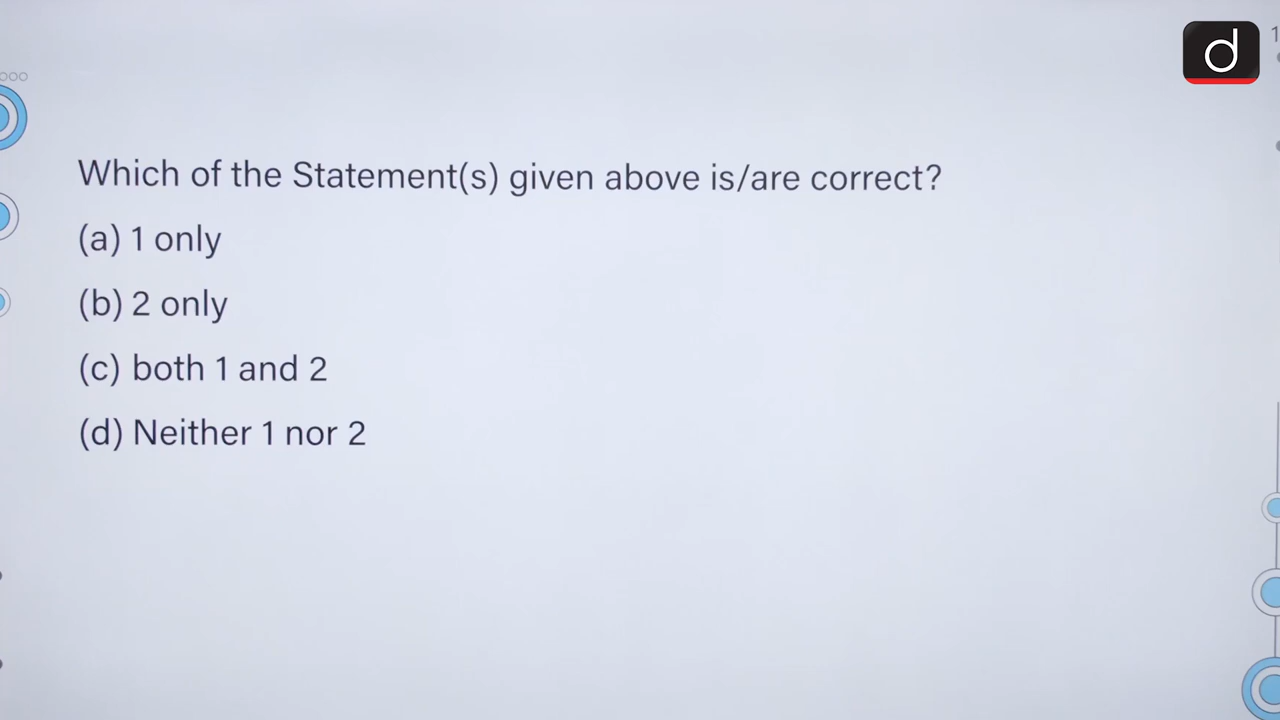 Which of the Statement(s) given above is/are correct?
(a) 1 only
(b) 2 only
(c) both 1 and 2
(d) Neither 1 nor 2
d
1